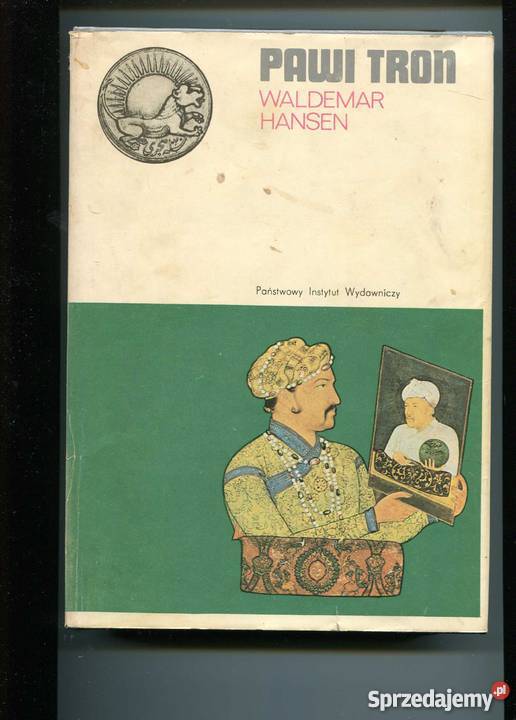 PAWI TRON
WALDEMAR
HANSEN
Państwowy Instytut Wydawniczy
Sprzedajemy.pl